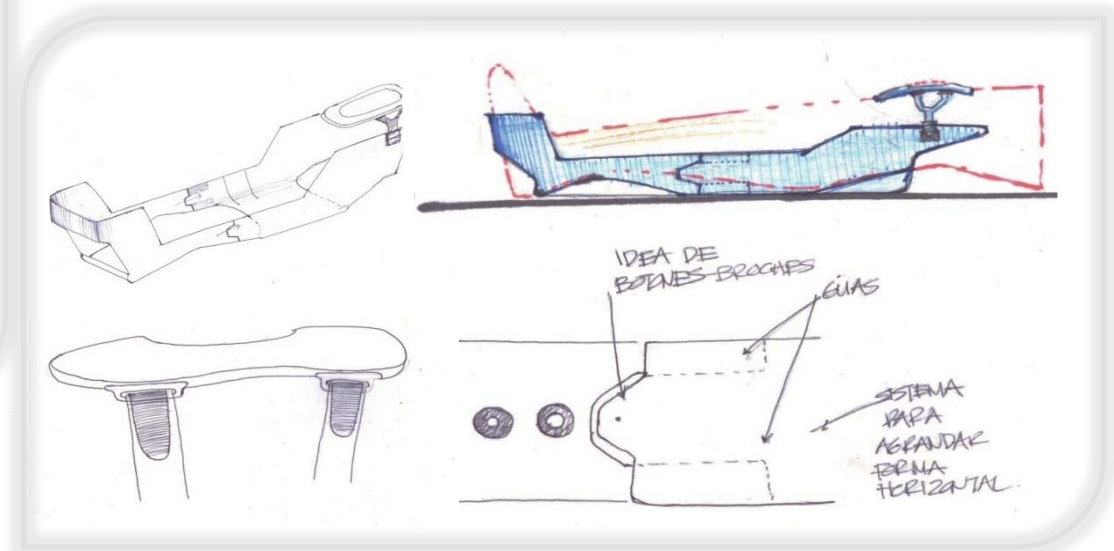 IDEA DE
BOTONES-BROCHES
GUIAS
SISTEMA
PARA
AGRANDAR
FORMA
HORIZONTAL.